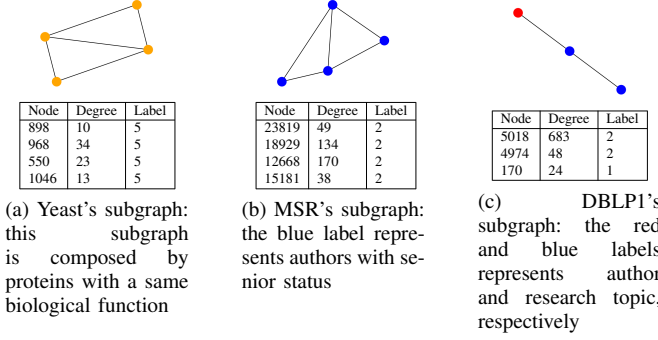 Node Degree Label
898 10 5
968 34 5
550 23 5
1046 13 5
(a) Yeast's subgraph:
this subgraph
is composed by
proteins with a same
biological function
Node Degree Label
23819 49 2
18929 134 2
12668 170 2
15181 38 2
(b) MSR's subgraph:
the blue label repre-
sents authors with se-
nior status
Node Degree Label
5018 683 2
4974 48 2
170 24 1
(c) DBLP1's
subgraph: the red
and blue labels
represents author
and research topic,
respectively